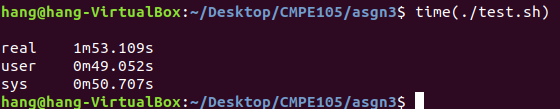 hang@hang-VirtualBox:~/Desktop/CMPE105/asgn3$ time(./test.sh)
real 1m53.109s
user 0m49.052s
sys 0m50.707s
hang@hang-VirtualBox:~/Desktop/CMPE105/asgn3$